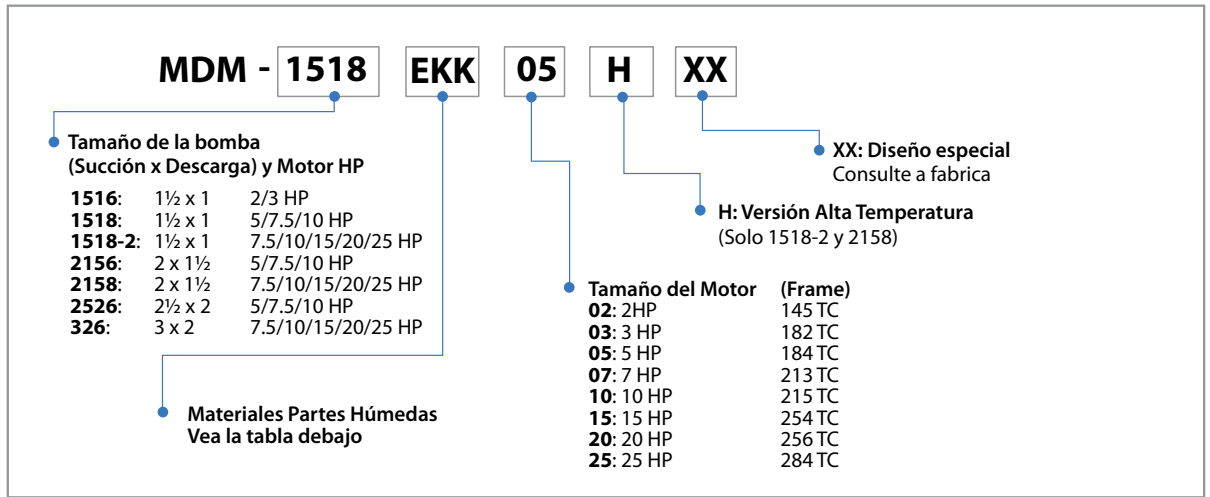 MDM - 1518 EKK 05 H XX
Tamaño de la bomba
(Succión x Descarga) y Motor HP
1516: 1½ x 1 2/3 HP
1518: 1½ x 1 5/7.5/10 HP
1518-2: 1½ x 1 7.5/10/15/20/25 HP
2156: 2 x 1½ 5/7.5/10 HP
2158: 2 x 1½ 7.5/10/15/20/25 HP
2526: 2½ x 2 5/7.5/10 HP
326: 3 x 2 7.5/10/15/20/25 HP
Materiales Partes Húmedas
Vea la tabla debajo
Tamaño del Motor (Frame)
02: 2HP 145 TC
03: 3 HP 182 TC
05: 5 HP 184 TC
07: 7 HP 213 TC
10: 10 HP 215 TC
15: 15 HP 254 TC
20: 20 HP 256 TC
25: 25 HP 284 TC
H: Versión Alta Temperatura
(Solo 1518-2 y 2158)
XX: Diseño especial
Consulte a fabrica